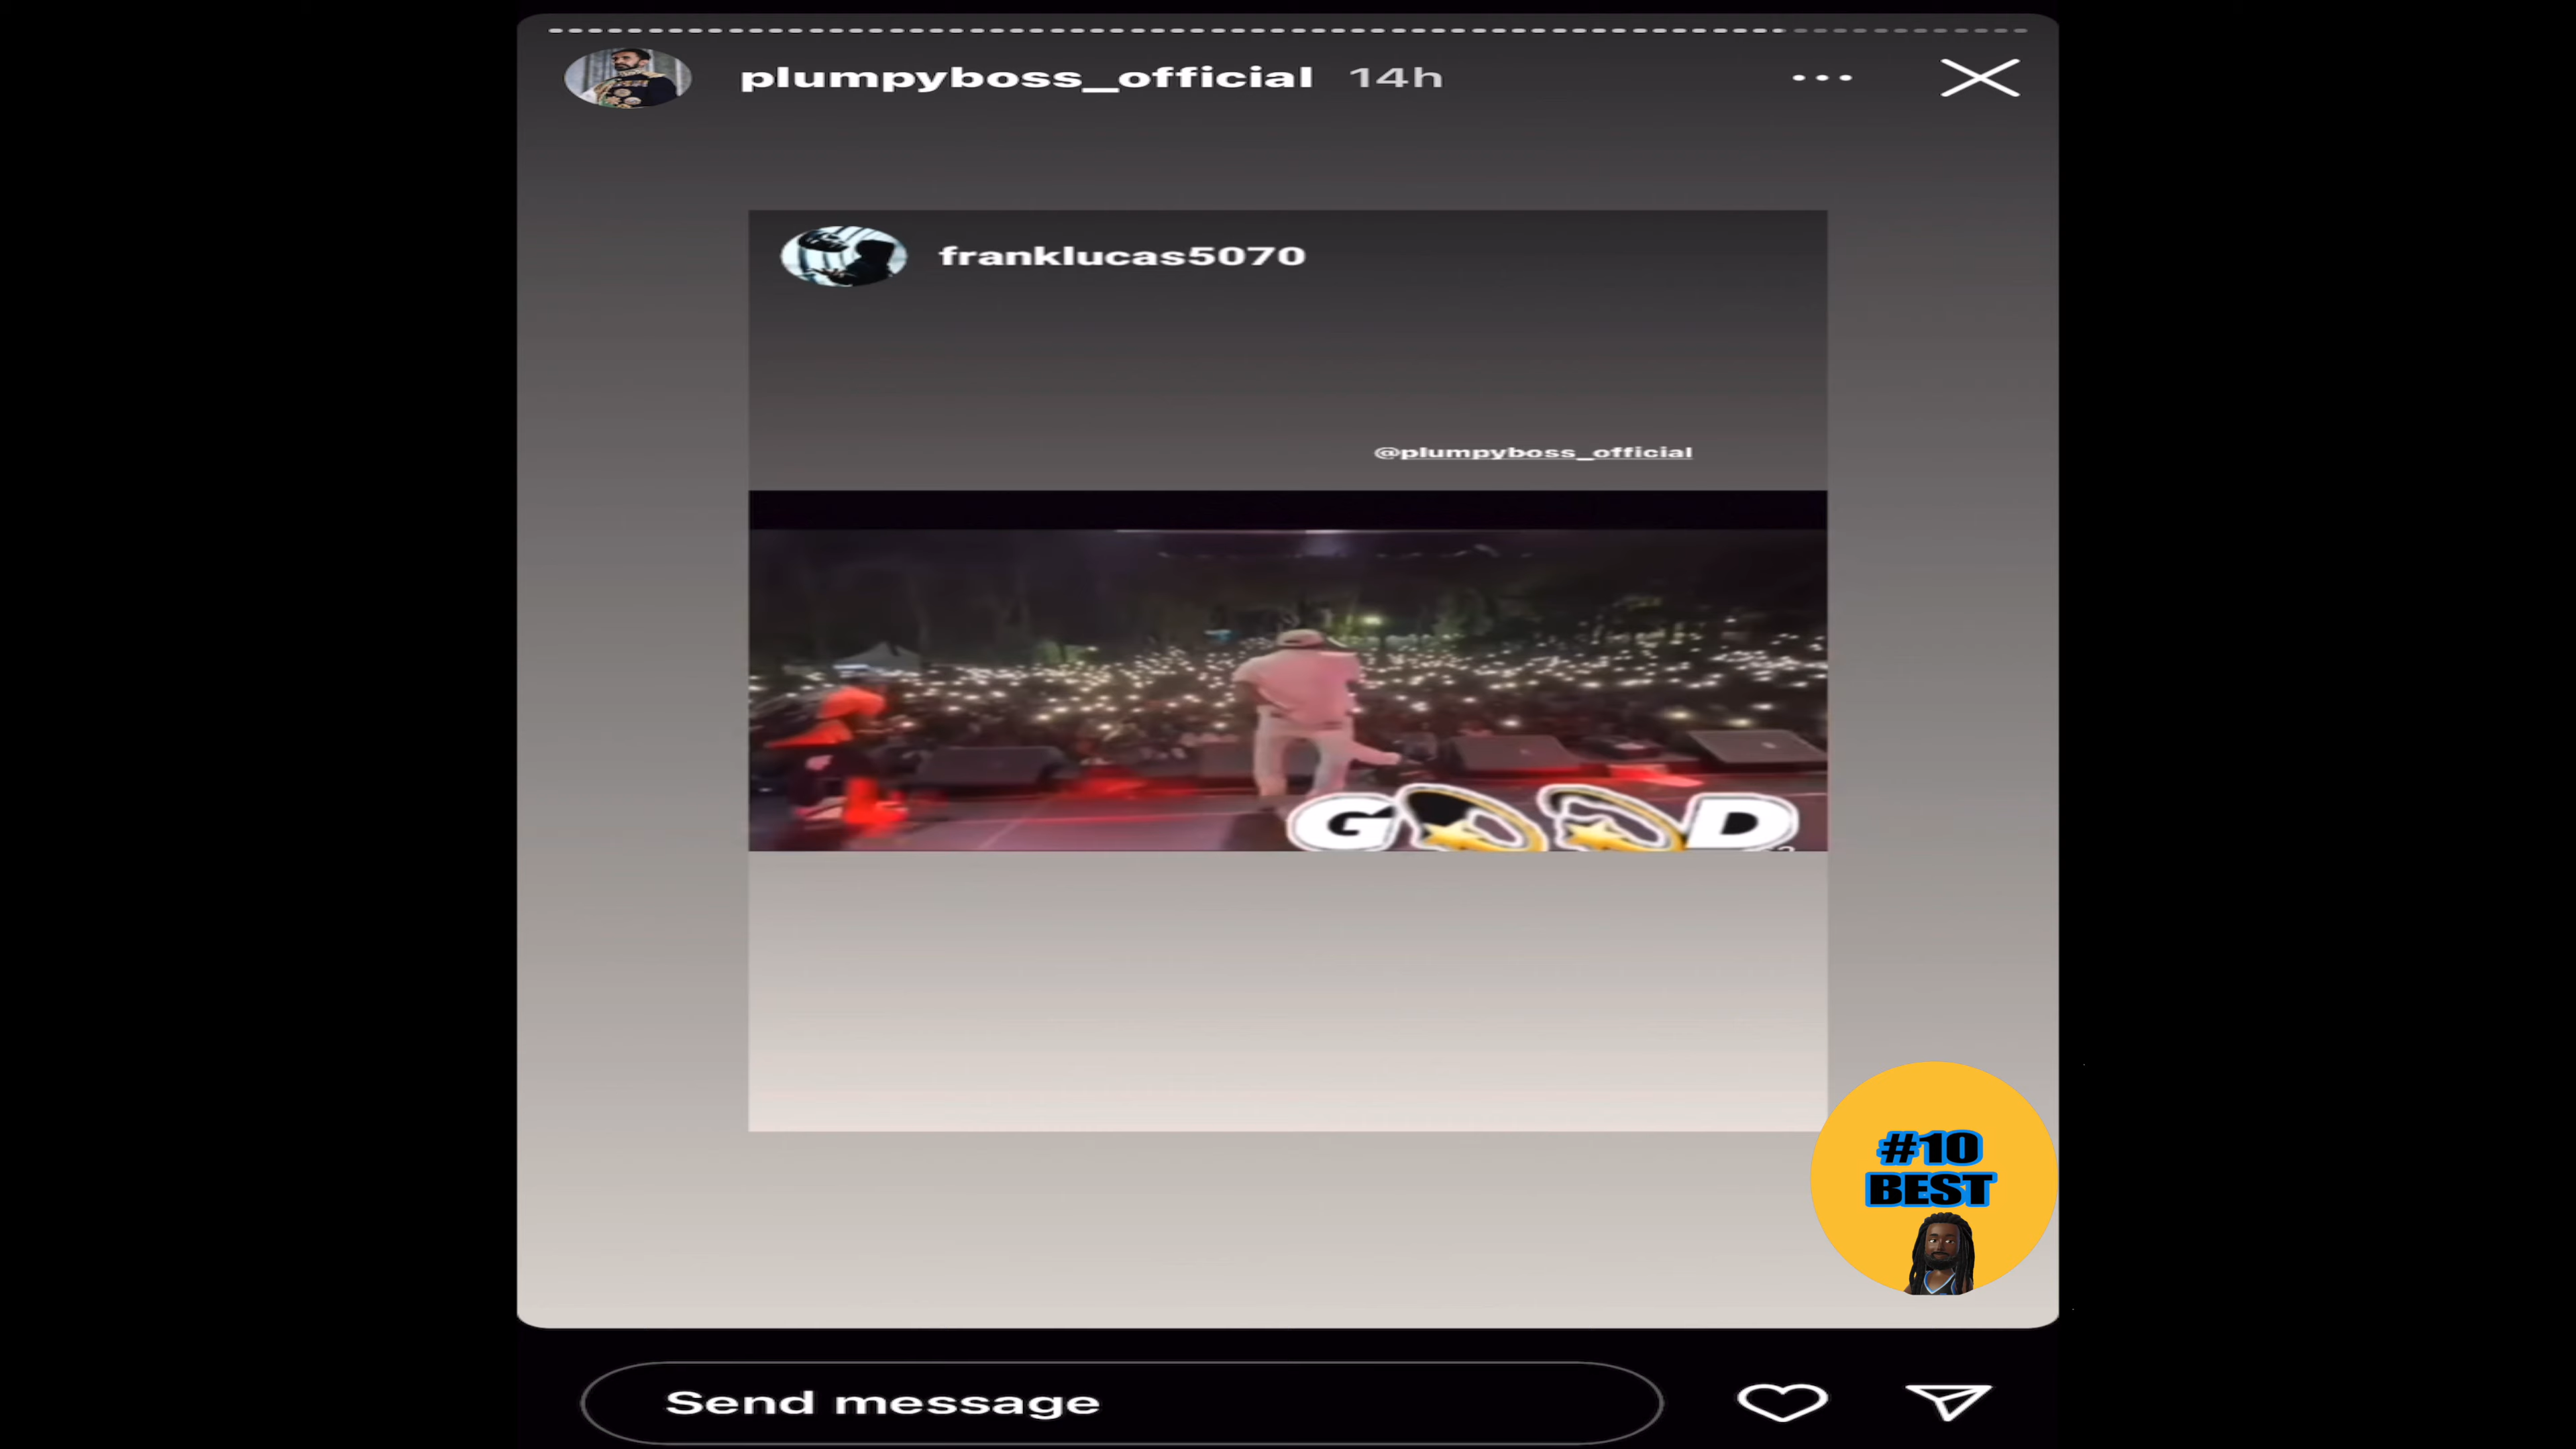 plumpyboss_official 14h
franklucas5070
@plumpyboss_official
G D
#10
BEST
Send message